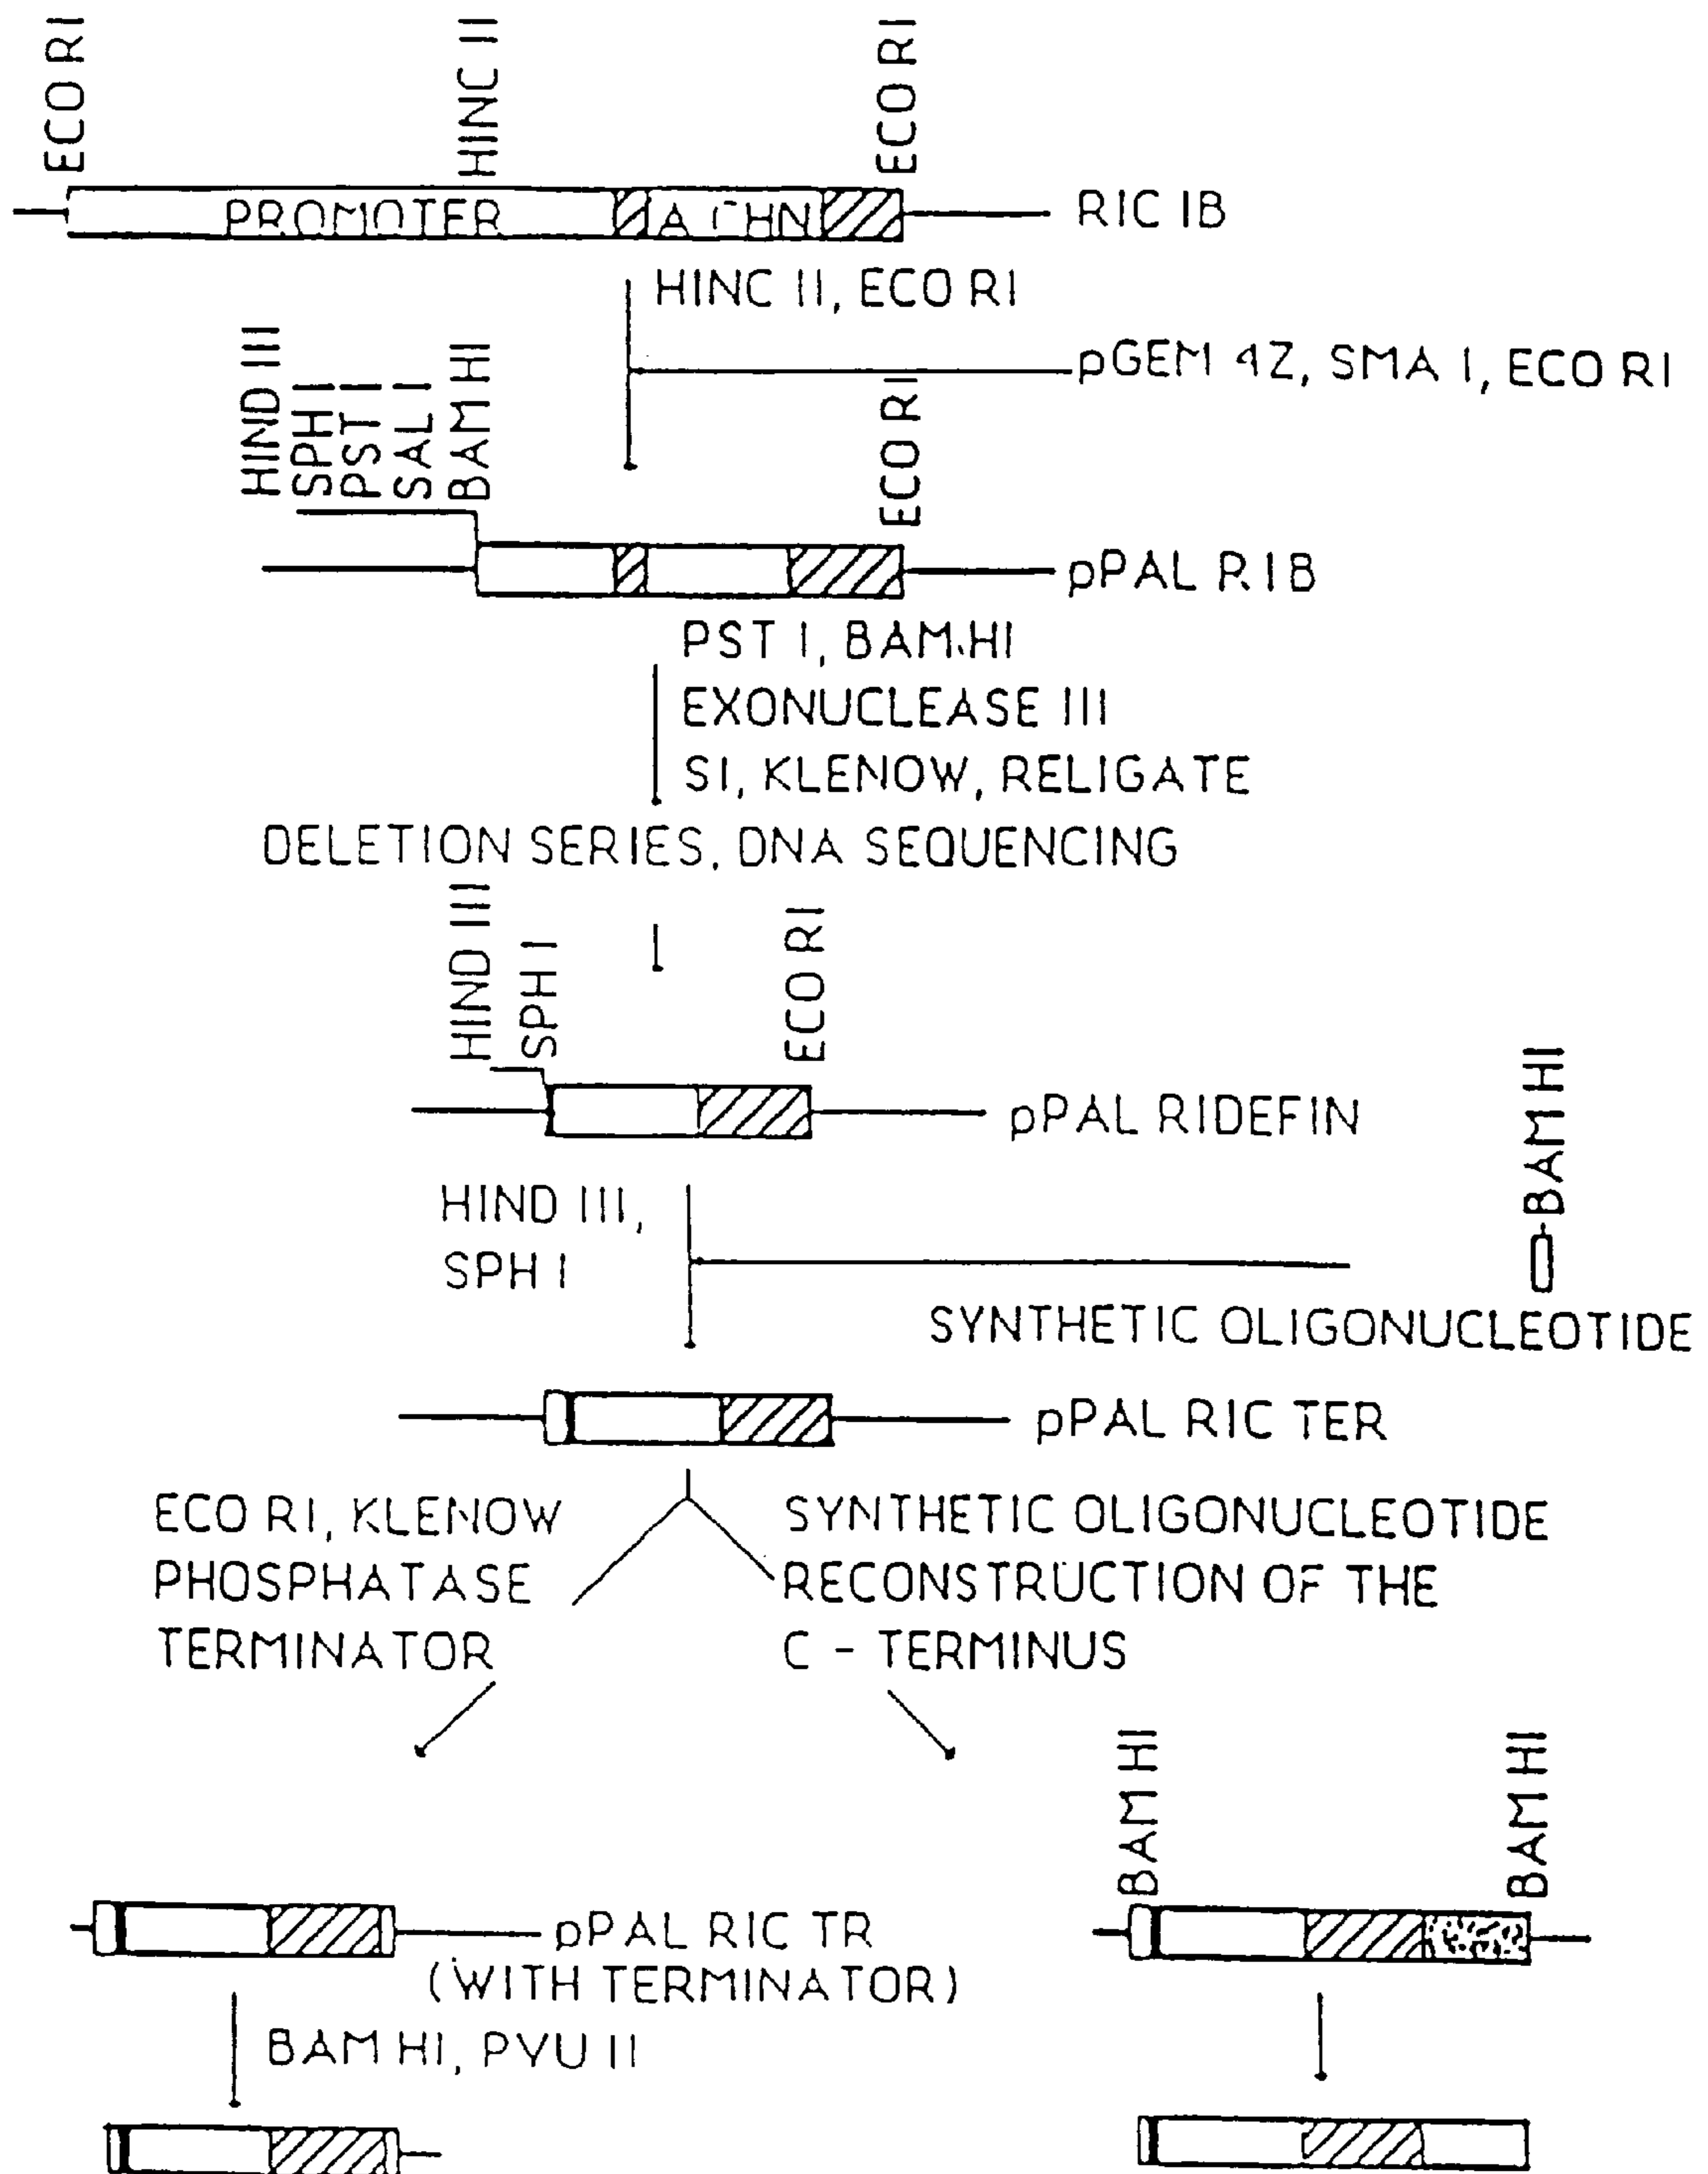 ECO RI
HINC II
ECO RI
PROMOTER
A CHN
RIC IB
HINC II, ECO RI
pGEM 4Z, SMA I, ECO RI
HIND III
SPH I
PST I
SAL I
BAM HI
ECO RI
pPAL RIB
PST I, BAM HI
EXONUCLEASE III
SI, KLENOW, RELIGATE
DELETION SERIES, DNA SEQUENCING
HIND III
SPH I
ECO RI
pPAL RIDEFIN
BAM HI
HIND III,
SPH I
SYNTHETIC OLIGONUCLEOTIDE
pPAL RIC TER
ECO RI, KLENOW
PHOSPHATASE
TERMINATOR
SYNTHETIC OLIGONUCLEOTIDE
RECONSTRUCTION OF THE
C - TERMINUS
BAM HI
BAM HI
pPAL RIC TR
(WITH TERMINATOR)
BAM HI, PVU II